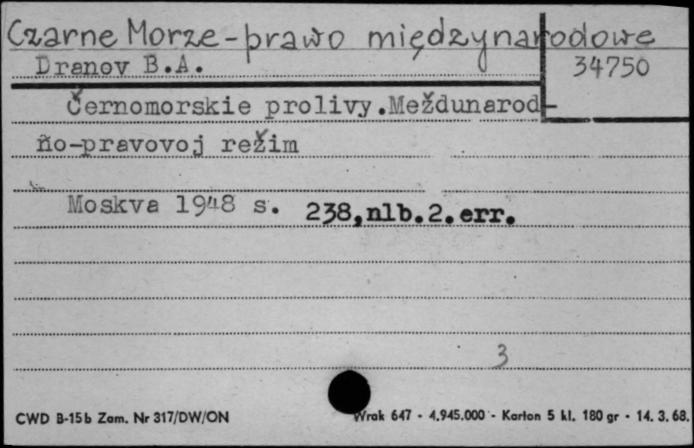 Czarne Morze-prawo międzynarodowe
Dranov B.A.
34750
Černomorskie prolivy.Meždunarod-
no-pravovoj režim
Moskva 1948 s. 238,nlb.2.err.
3
CWD B-15b Zam. Nr 317/DW/ON
Wrak 647 - 4.945.000 - Karton 5 kl. 180 gr - 14. 3. 68.